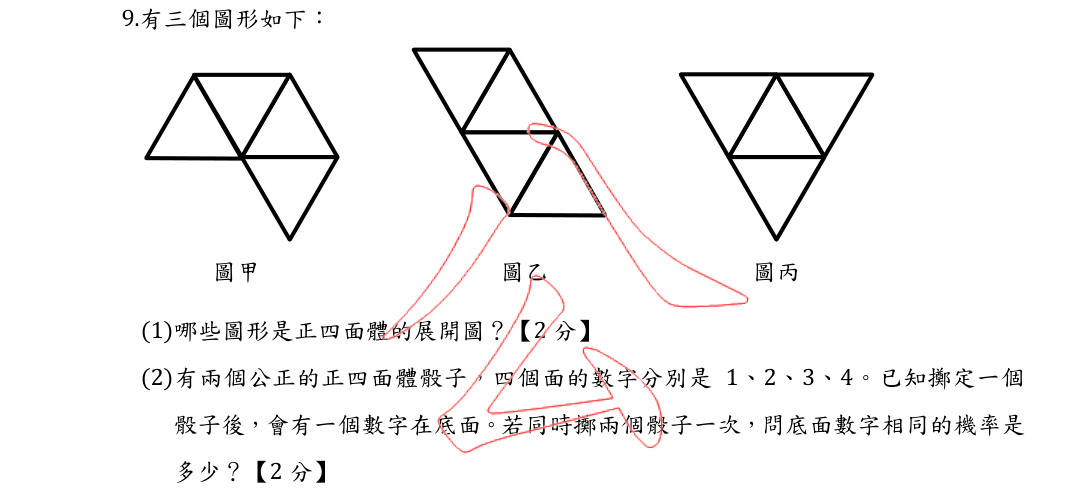 9.有三個圖形如下：
圖甲 圖乙 圖丙
(1)哪些圖形是正四面體的展開圖？【2 分】
(2)有兩個公正的正四面體骰子，四個面的數字分別是 1、2、3、4。已知擲定一個
骰子後，會有一個數字在底面。若同時擲兩個骰子一次，問底面數字相同的機率是
多少？【2 分】
公